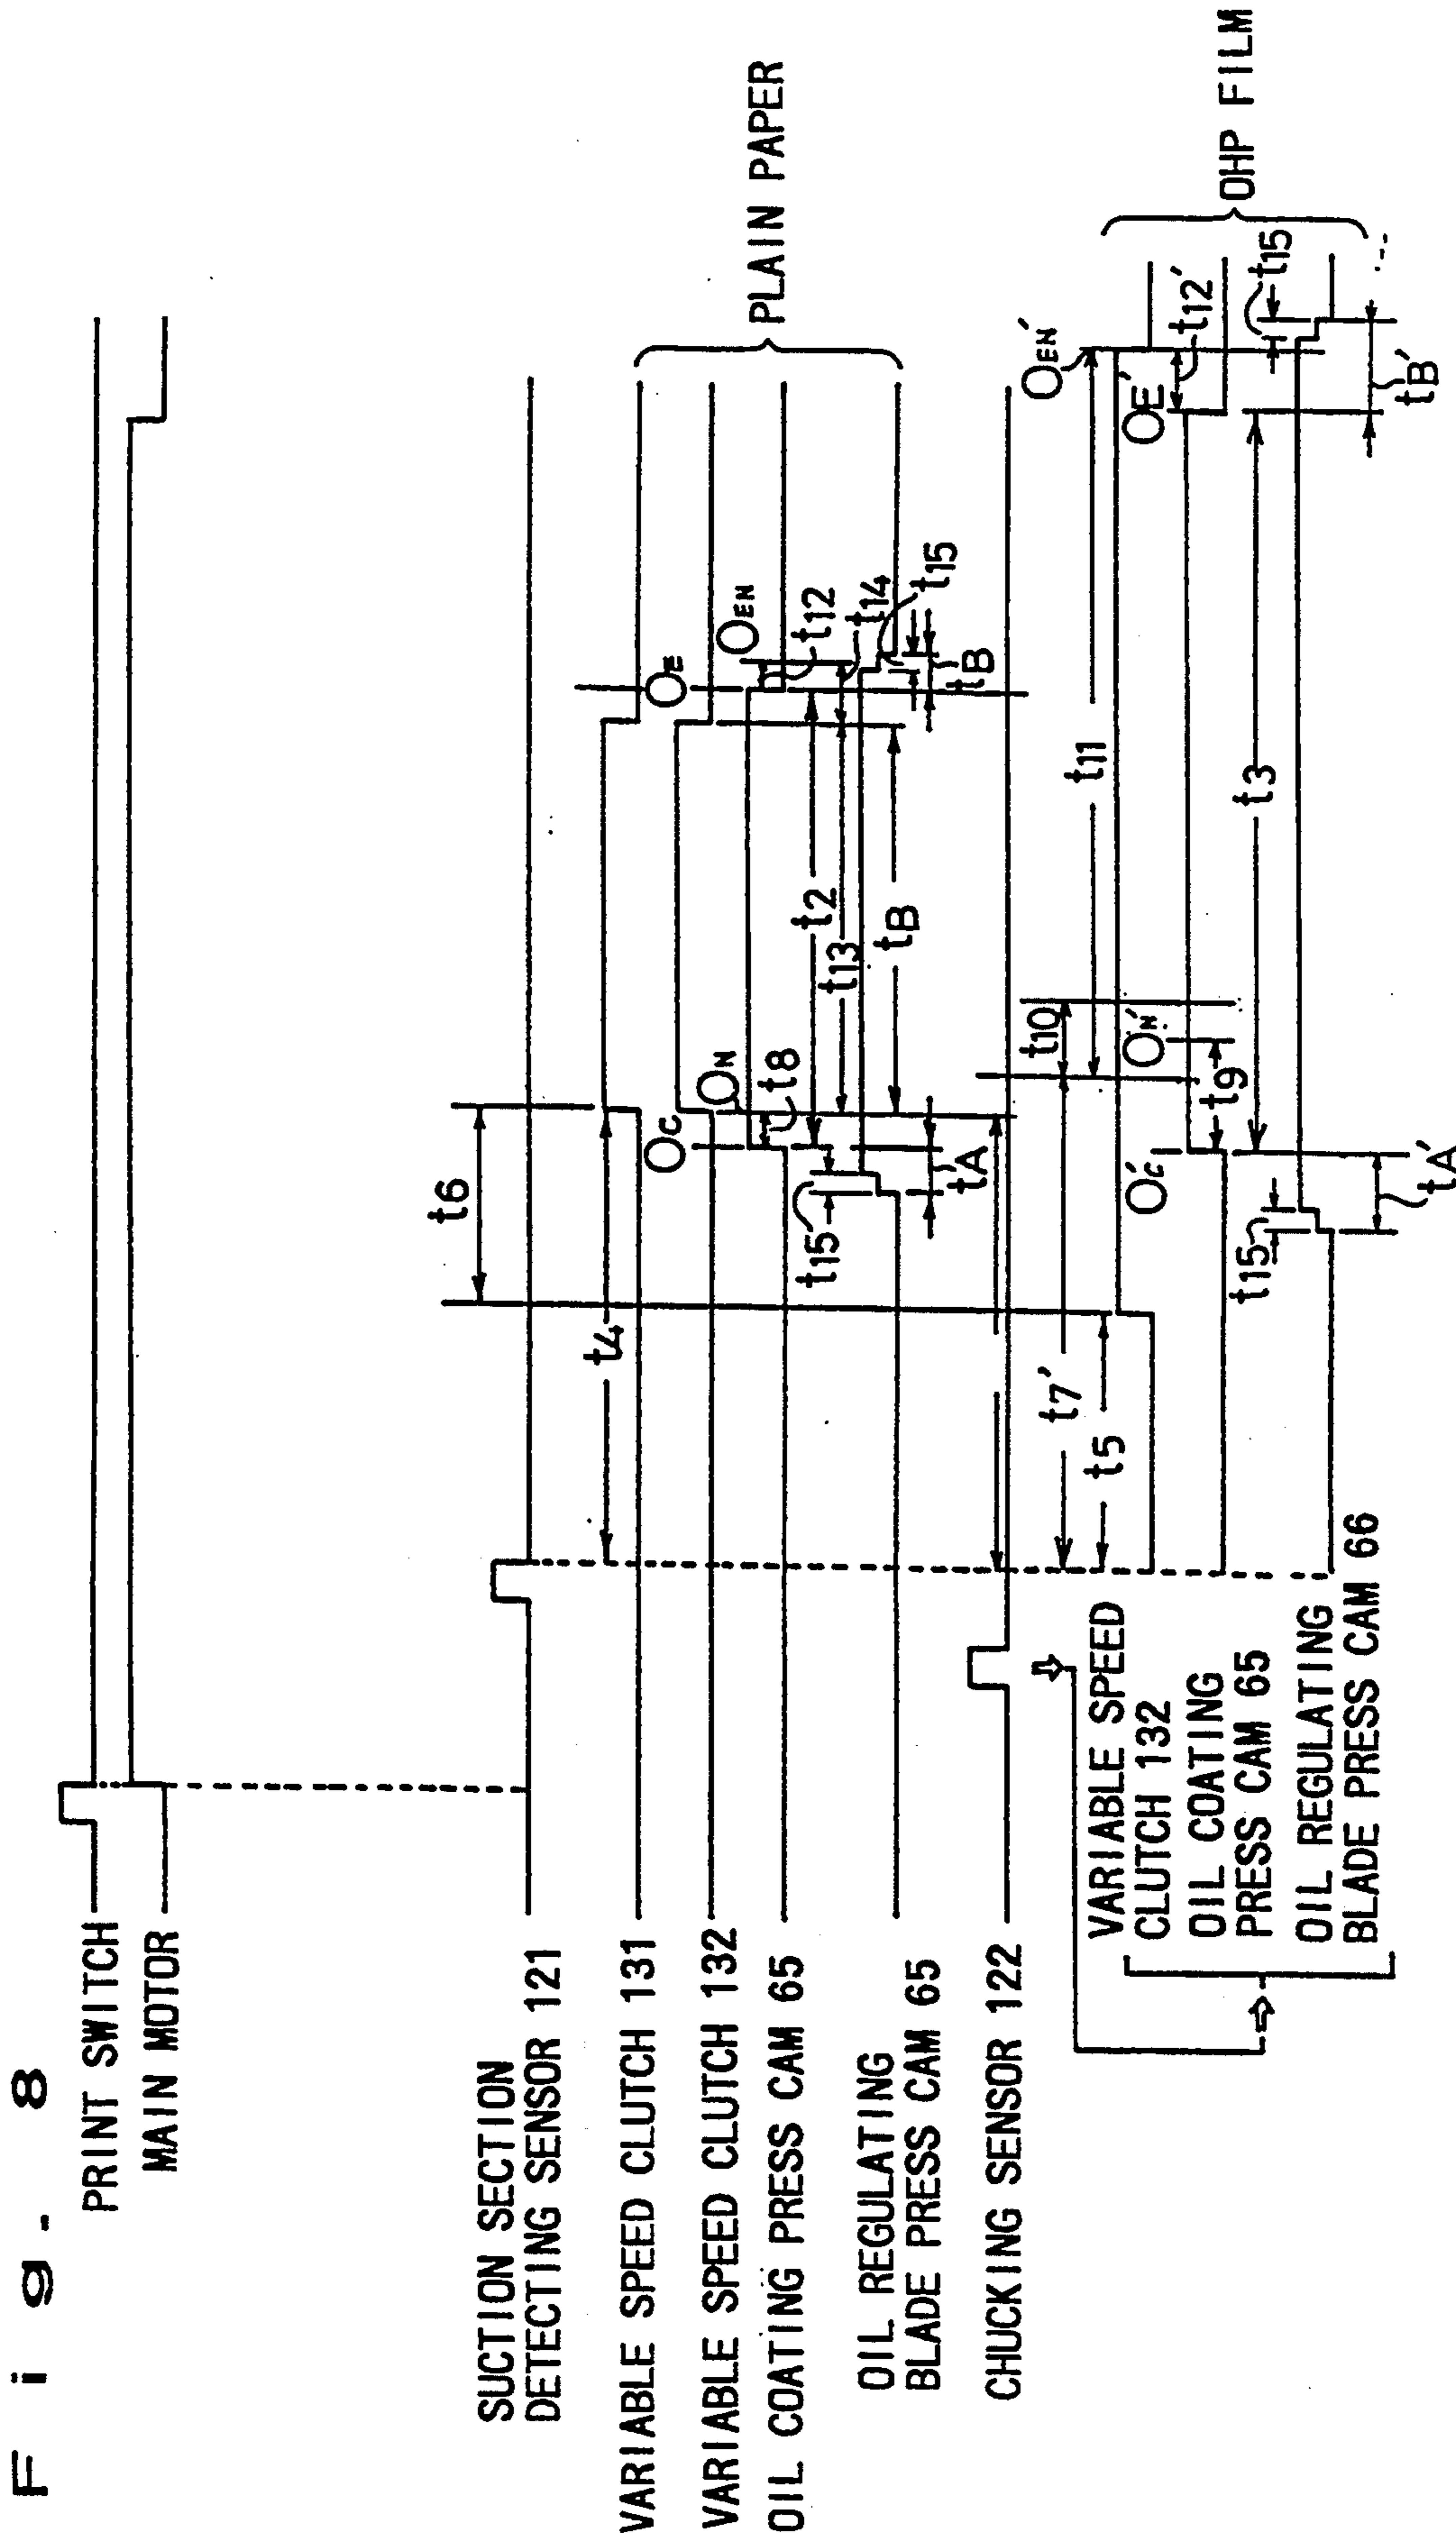 Fig. 8
PRINT SWITCH
MAIN MOTOR
SUCTION SECTION
DETECTING SENSOR 121
VARIABLE SPEED CLUTCH 131
VARIABLE SPEED CLUTCH 132
OIL COATING PRESS CAM 65
OIL REGULATING
BLADE PRESS CAM 65
CHUCKING SENSOR 122
VARIABLE SPEED
CLUTCH 132
OIL COATING
PRESS CAM 65
OIL REGULATING
BLADE PRESS CAM 66
t6
t4
OC
ON
t8
t15
t'A
t2
t13
tB
OE
OEN
t12
t14
t15
t'B
PLAIN PAPER
t7'
t5
t10
t11
O'C
ON'
t9
t15
tA'
t3
OE'
OEN'
t12'
t15
tB'
OHP FILM